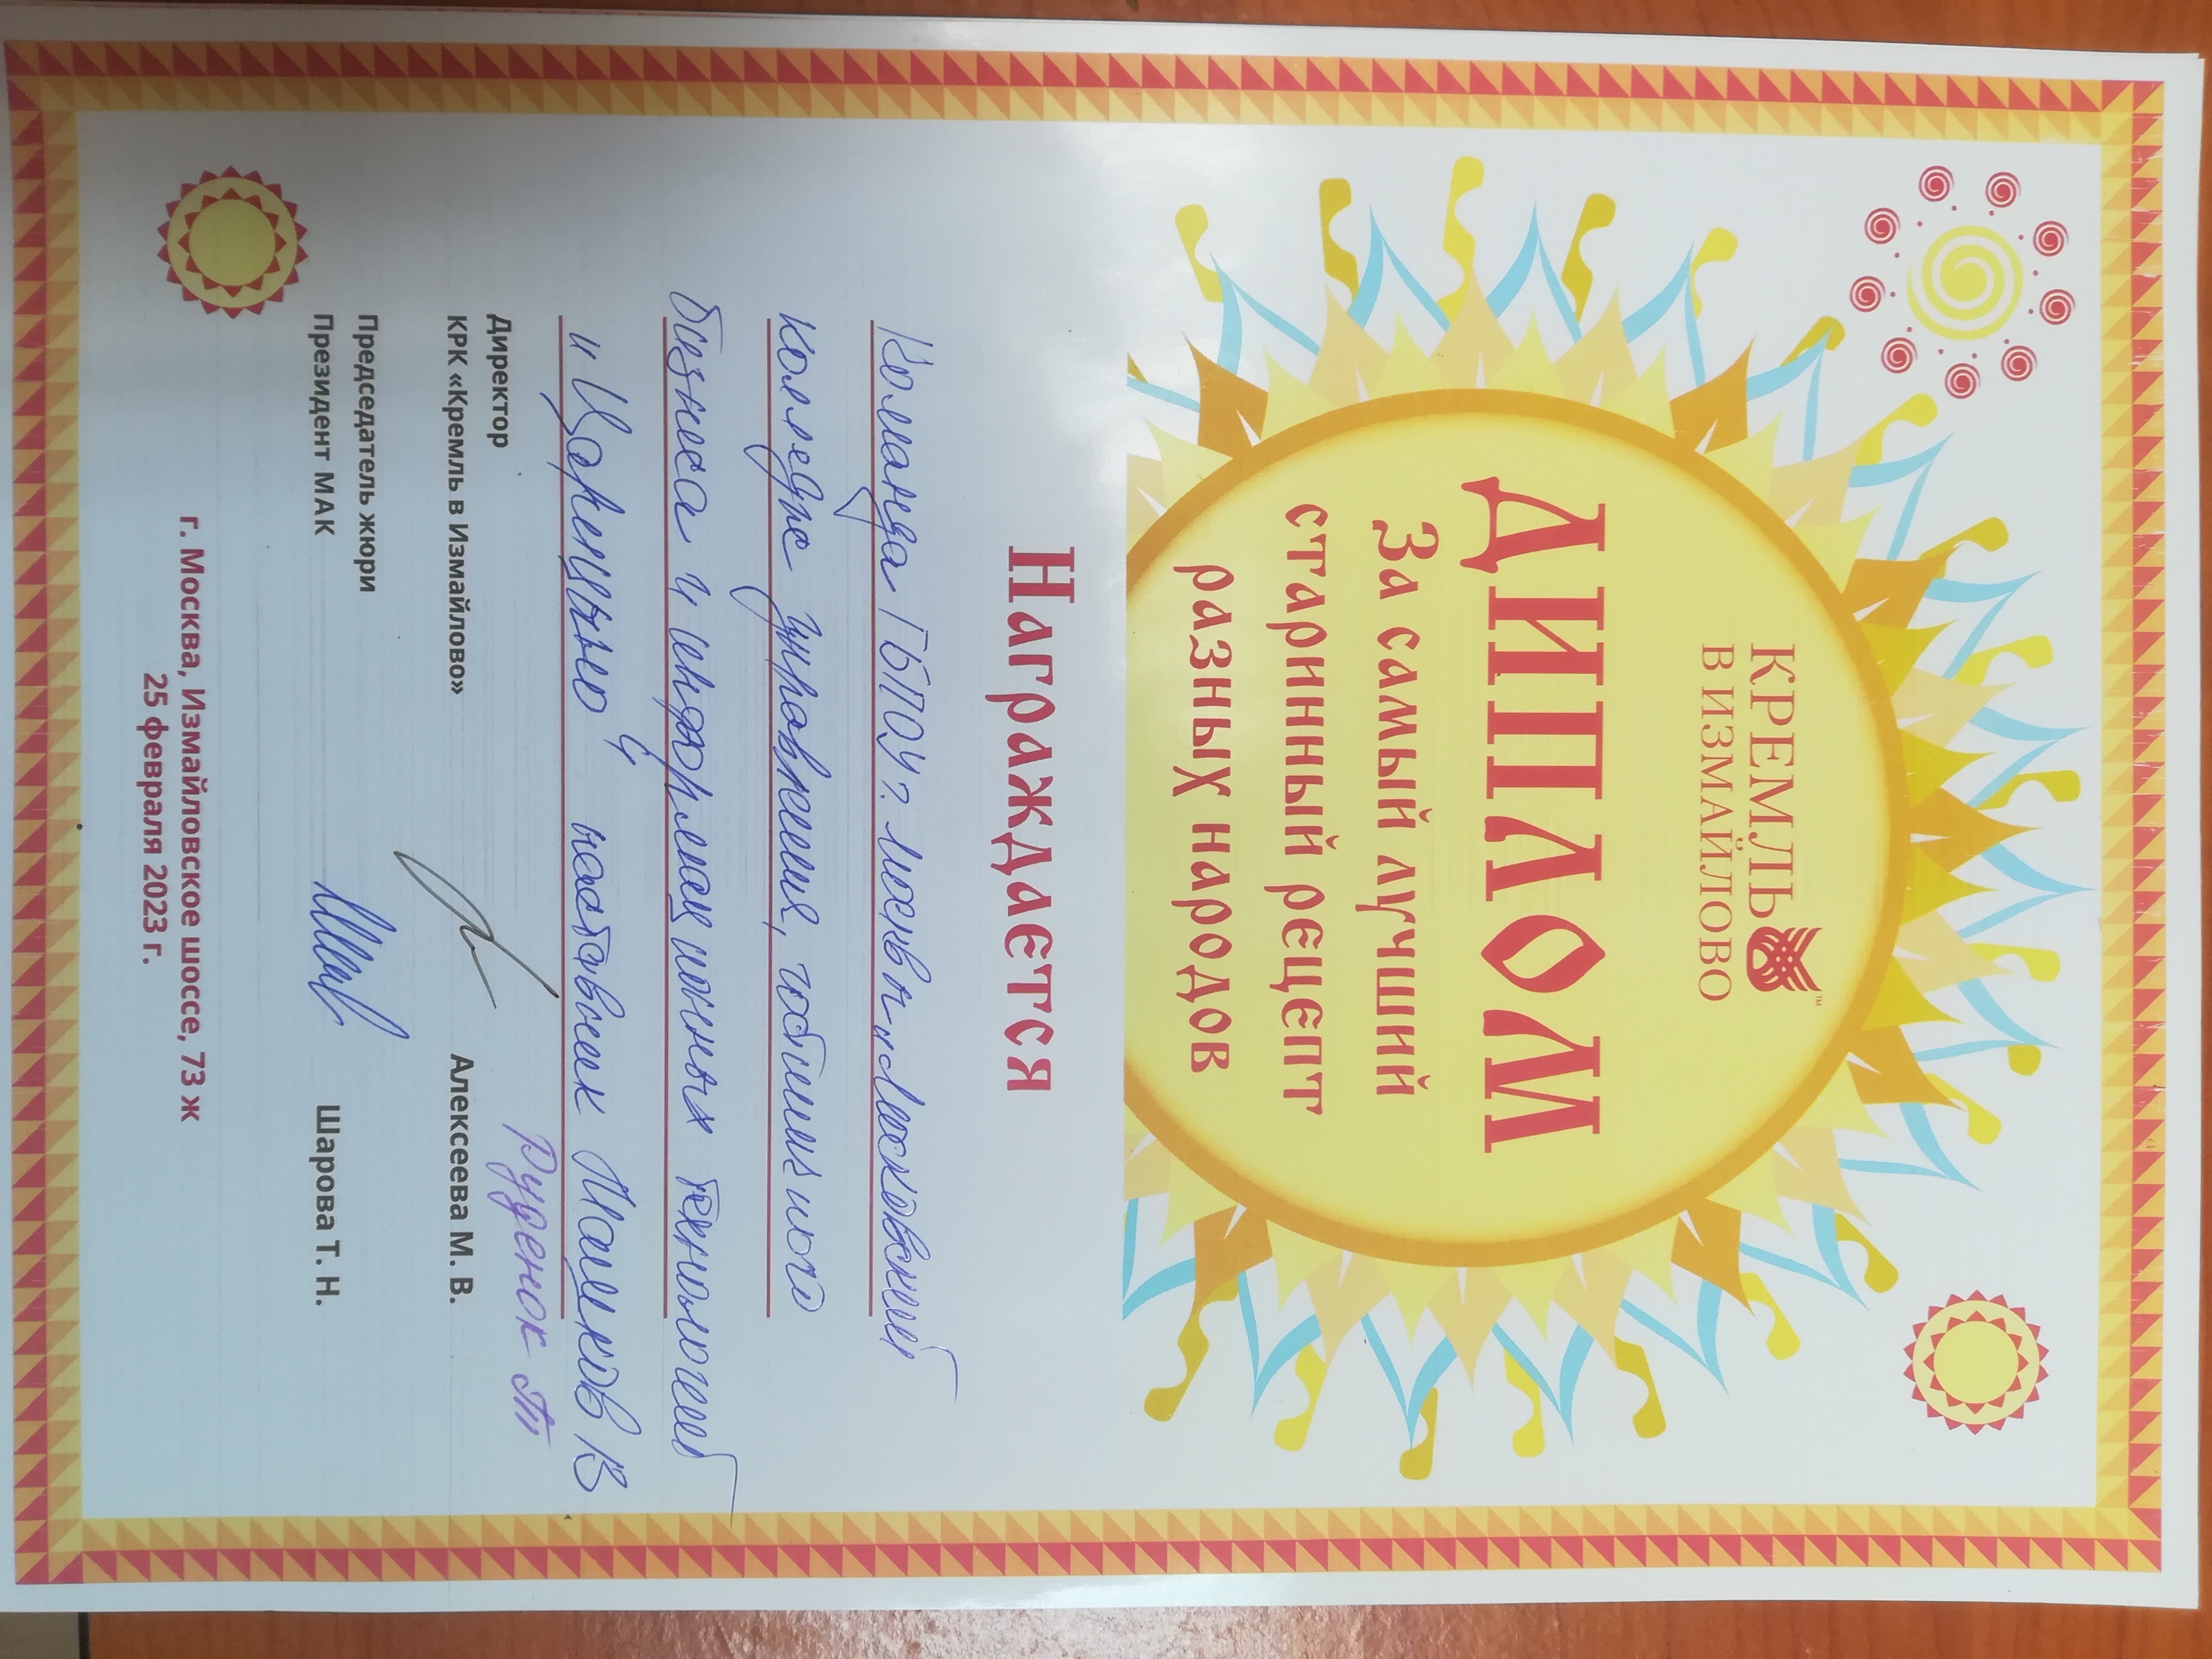 КРЕМЛЬ
В ИЗМАЙЛОВО
ДИПЛОМ
За самый лучший
старинный рецепт
разных народов
Награждается
Команда ГБПОУ г. Москвы „Московский
колледж управления, гостиничного
бизнеса и информационных технологий
и Царицыно" наставник В
Руденок
Директор
КРК «Кремль в Измайлово» Алексеева М. В.
Председатель жюри
Президент МАК Шарова Т. Н.
г. Москва, Измайловское шоссе, 73 ж
25 февраля 2023 г.